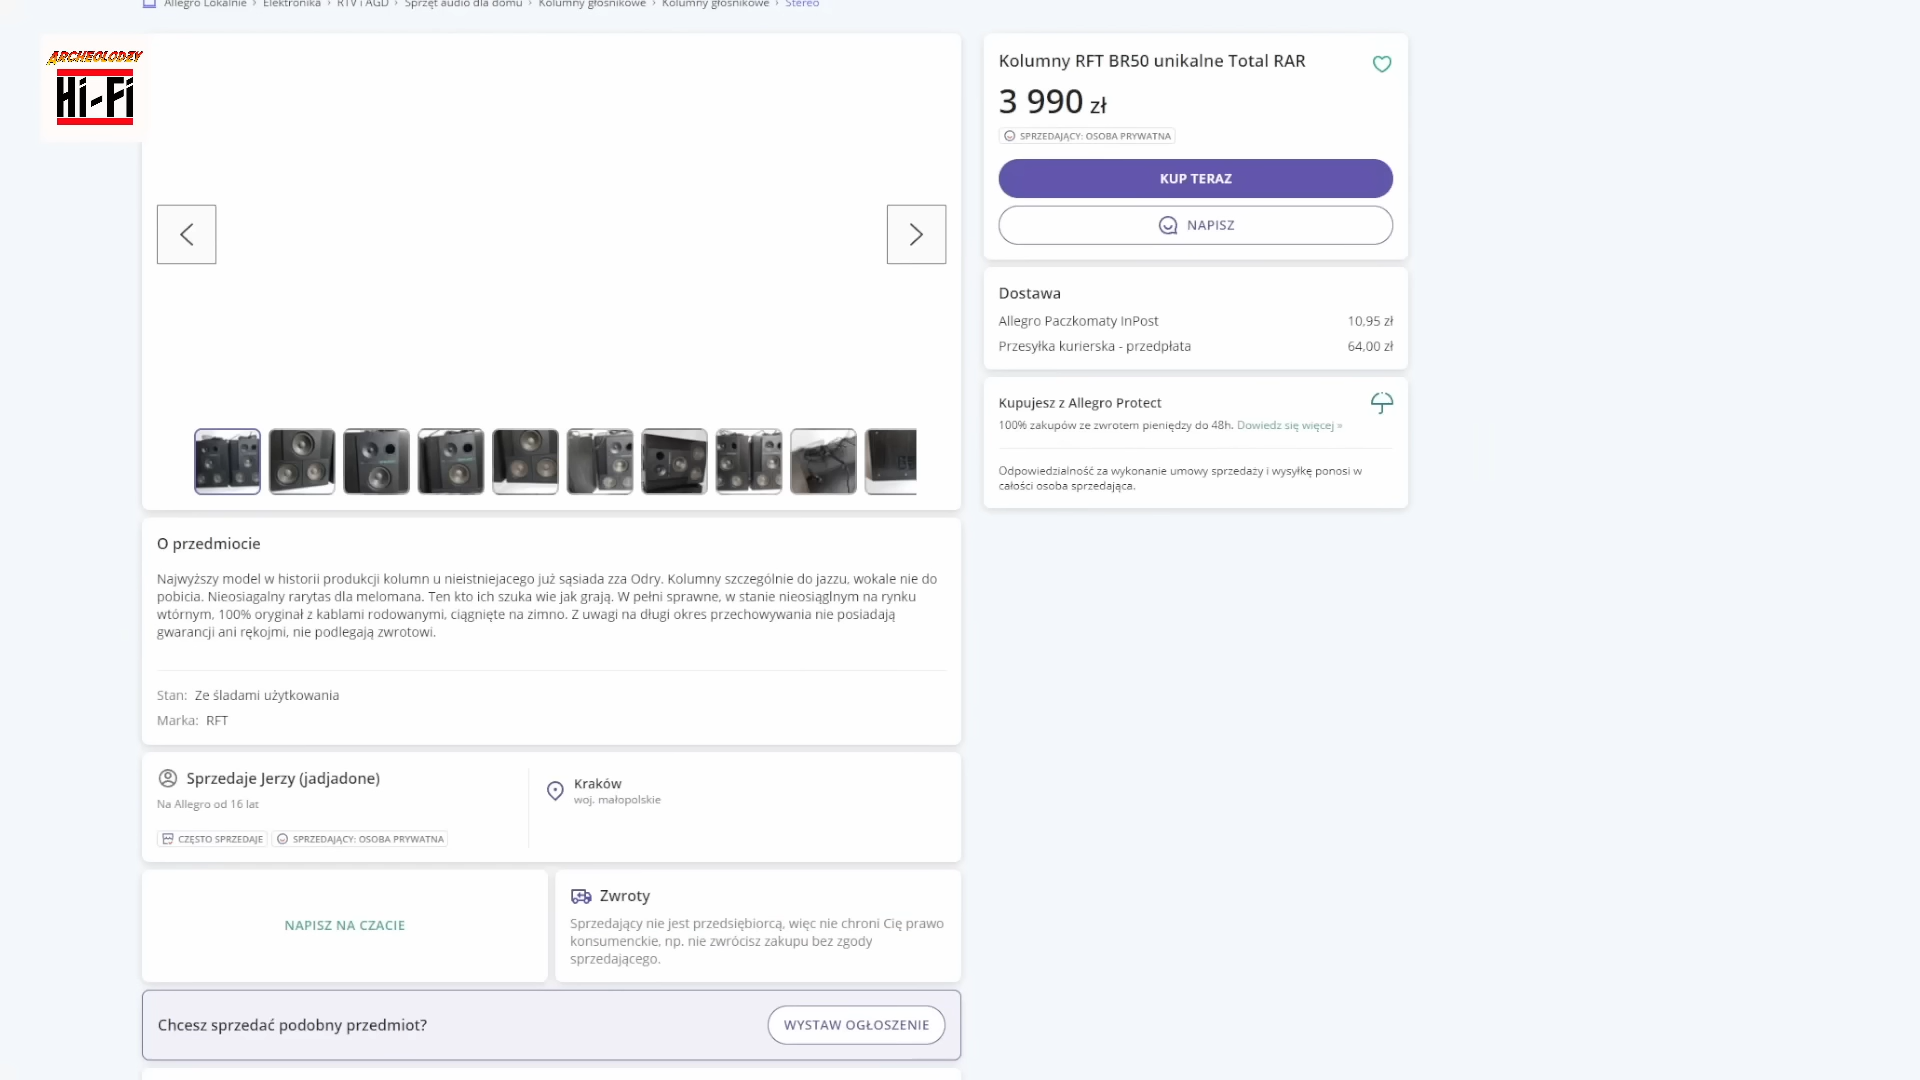 Allegro Lokalnie › Elektronika › RTV i AGD › Sprzęt audio dla domu › Kolumny głośnikowe › Kolumny głośnikowe › Stereo
ARCHEOLODZY
Hi-Fi
Kolumny RFT BR50 unikalne Total RAR
3 990 zł
SPRZEDAJĄCY: OSOBA PRYWATNA
KUP TERAZ
NAPISZ
Dostawa
Allegro Paczkomaty InPost 10,95 zł
Przesyłka kurierska - przedpłata 64,00 zł
Kupujesz z Allegro Protect
100% zakupów ze zwrotem pieniędzy do 48h. Dowiedz się więcej »
Odpowiedzialność za wykonanie umowy sprzedaży i wysyłkę ponosi w
całości osoba sprzedająca.
O przedmiocie
Najwyższy model w historii produkcji kolumn u nieistniejacego już sąsiada zza Odry. Kolumny szczególnie do jazzu, wokale nie do
pobicia. Nieosiagalny rarytas dla melomana. Ten kto ich szuka wie jak grają. W pełni sprawne, w stanie nieosiąglnym na rynku
wtórnym, 100% oryginał z kablami rodowanymi, ciągnięte na zimno. Z uwagi na długi okres przechowywania nie posiadają
gwarancji ani rękojmi, nie podlegają zwrotowi.
Stan: Ze śladami użytkowania
Marka: RFT
Sprzedaje Jerzy (jadjadone)
Na Allegro od 16 lat
CZĘSTO SPRZEDAJE SPRZEDAJĄCY: OSOBA PRYWATNA
Kraków
woj. małopolskie
NAPISZ NA CZACIE
Zwroty
Sprzedający nie jest przedsiębiorcą, więc nie chroni Cię prawo
konsumenckie, np. nie zwrócisz zakupu bez zgody
sprzedającego.
Chcesz sprzedać podobny przedmiot?
WYSTAW OGŁOSZENIE